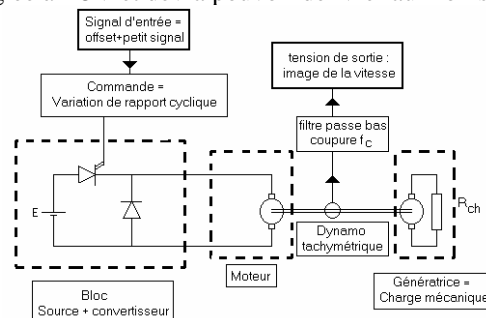 Signal d'entrée =
offset+petit signal
Commande =
Variation de rapport cyclique
tension de sortie :
image de la vitesse
filtre passe bas
coupure fc
E
Rch
Dynamo
tachymétrique
Moteur
Génératrice =
Charge mécanique
Bloc
Source + convertisseur